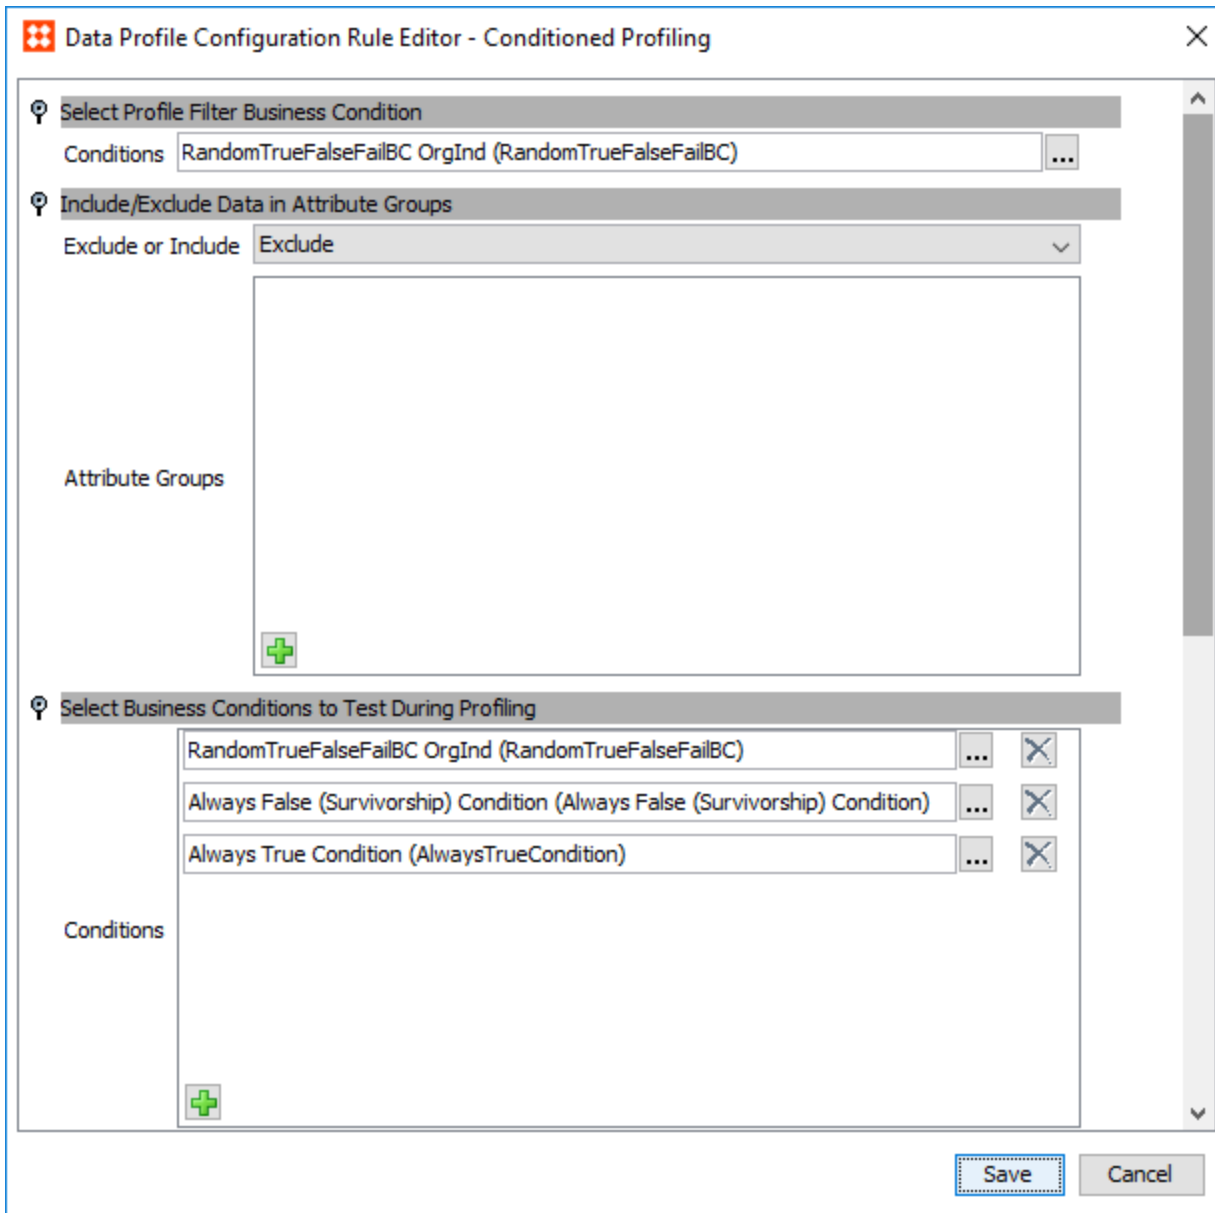 Data Profile Configuration Rule Editor - Conditioned Profiling
Select Profile Filter Business Condition
Conditions RandomTrueFalseFailBC OrgInd (RandomTrueFalseFailBC) ...
Include/Exclude Data in Attribute Groups
Exclude or Include Exclude
Attribute Groups
Select Business Conditions to Test During Profiling
RandomTrueFalseFailBC OrgInd (RandomTrueFalseFailBC) ...
Always False (Survivorship) Condition (Always False (Survivorship) Condition) ...
Always True Condition (AlwaysTrueCondition) ...
Conditions
Save Cancel